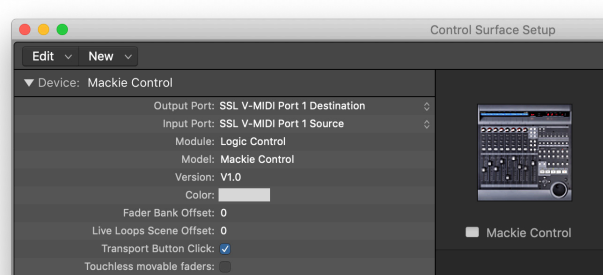 Control Surface Setup
Edit New
Device: Mackie Control
Output Port: SSL V-MIDI Port 1 Destination
Input Port: SSL V-MIDI Port 1 Source
Module: Logic Control
Model: Mackie Control
Version: V1.0
Color:
Fader Bank Offset: 0
Live Loops Scene Offset: 0
Transport Button Click:
Touchless movable faders:
Mackie Control